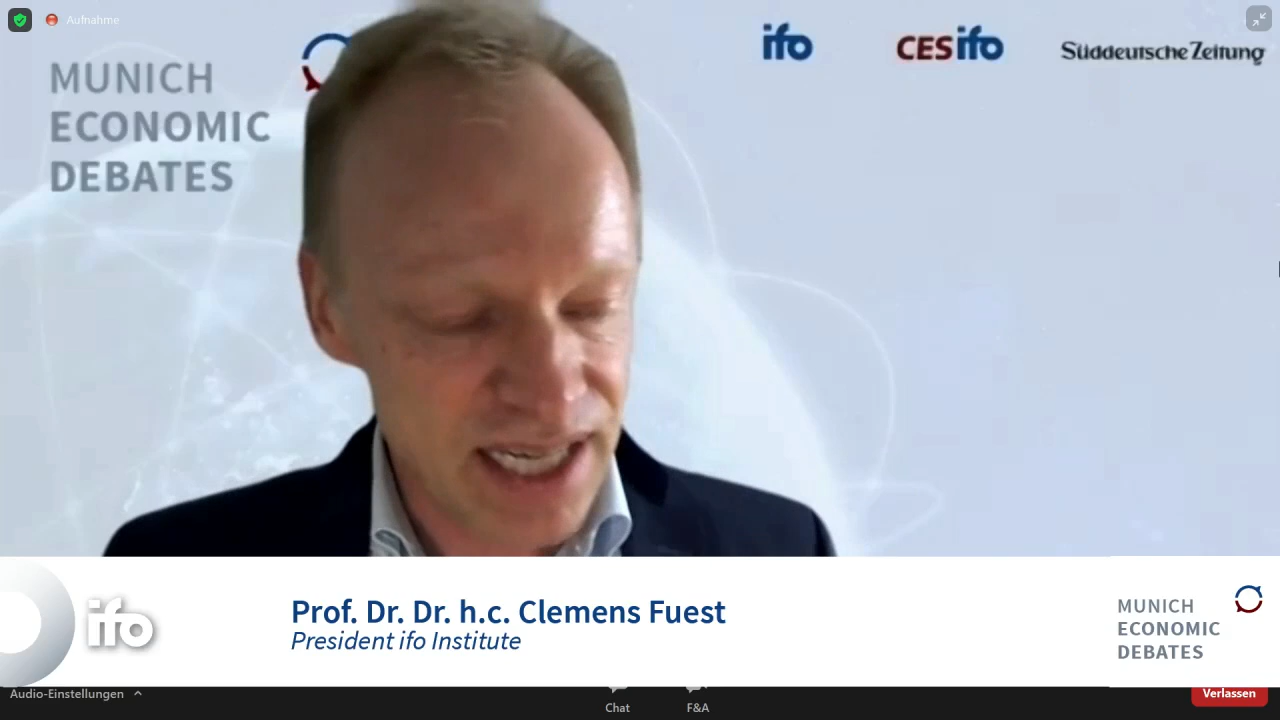 Aufnahme
MUNICH
ECONOMIC
DEBATES
ifo
CESifo
Süddeutsche Zeitung
ifo
Prof. Dr. Dr. h.c. Clemens Fuest
President ifo Institute
MUNICH
ECONOMIC
DEBATES
Audio-Einstellungen
Chat
F&A
Verlassen